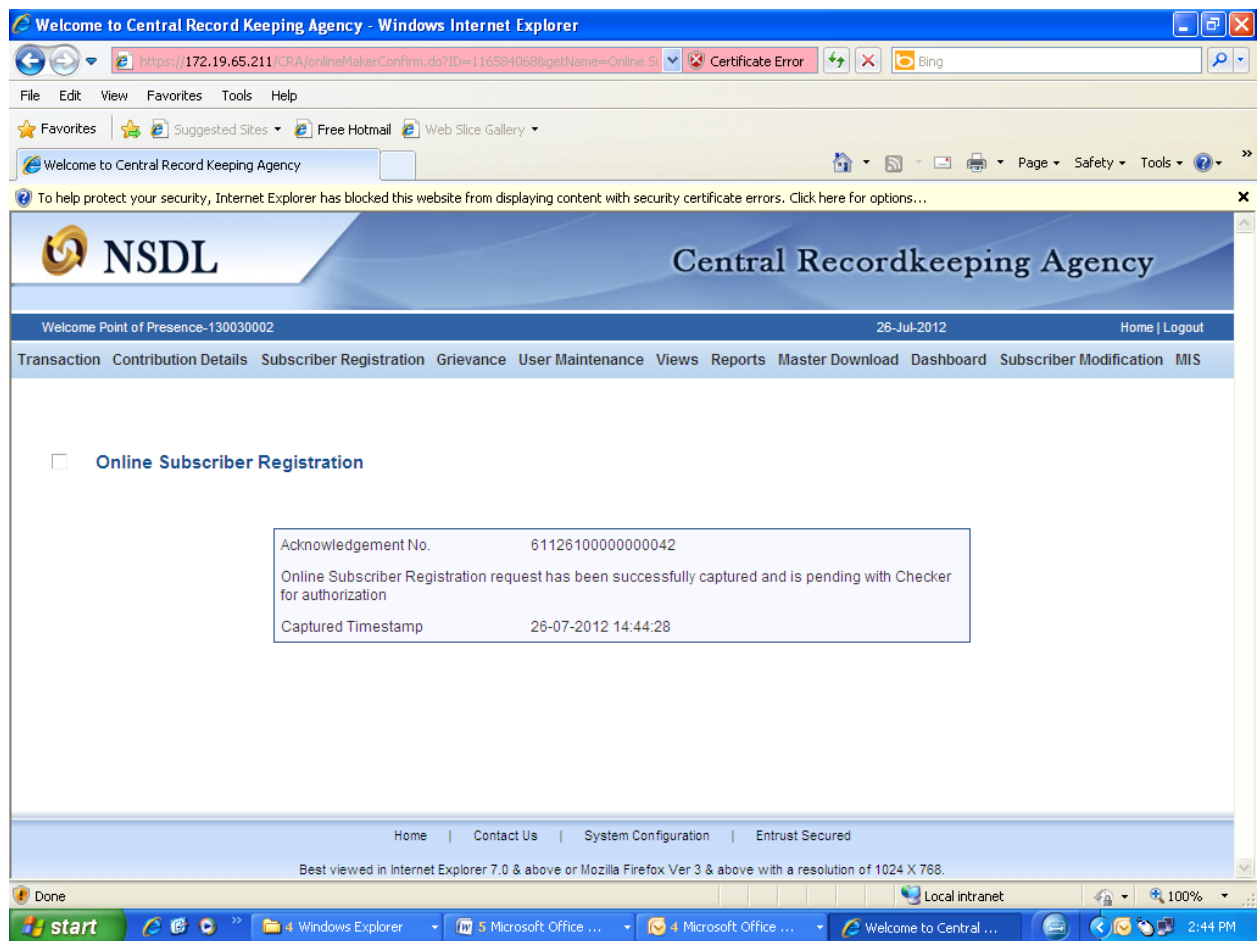 Welcome to Central Record Keeping Agency - Windows Internet Explorer
https://172.19.65.211/CRA/onlineMakerConfirm.do?ID=1165840688&getName=Online Certificate Error Bing
File Edit View Favorites Tools Help
Favorites Suggested Sites Free Hotmail Web Slice Gallery
Welcome to Central Record Keeping Agency Page Safety Tools
To help protect your security, Internet Explorer has blocked this website from displaying content with security certificate errors. Click here for options...
NSDL Central Recordkeeping Agency
Welcome Point of Presence-130030002 26-Jul-2012 Home | Logout
Transaction Contribution Details Subscriber Registration Grievance User Maintenance Views Reports Master Download Dashboard Subscriber Modification MIS
Online Subscriber Registration
Acknowledgement No. 61126100000000042
Online Subscriber Registration request has been successfully captured and is pending with Checker
for authorization
Captured Timestamp 26-07-2012 14:44:28
Home | Contact Us | System Configuration | Entrust Secured
Best viewed in Internet Explorer 7.0 & above or Mozilla Firefox Ver 3 & above with a resolution of 1024 X 768.
Done Local intranet 100%
start 4 Windows Explorer 5 Microsoft Office ... 4 Microsoft Office ... Welcome to Central ... 2:44 PM